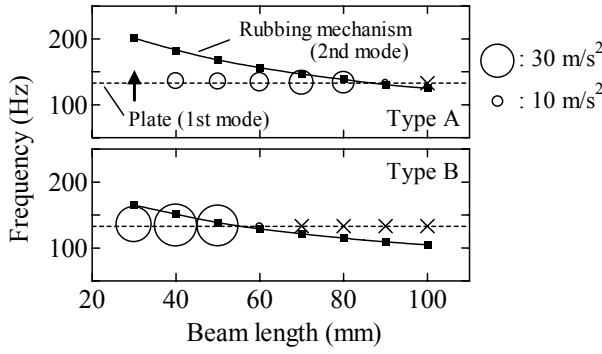 200
100
Rubbing mechanism
(2nd mode)
Plate (1st mode)
Type A
: 30 m/s²
: 10 m/s²
Frequency (Hz)
200
100
Type B
20
40
60
80
100
Beam length (mm)